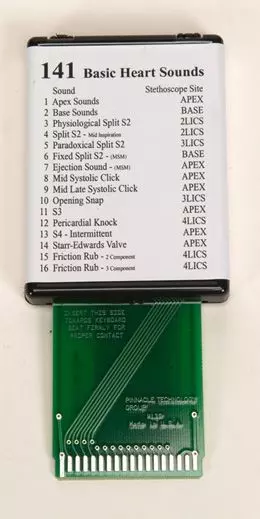 141 Basic Heart Sounds
Sound Stethoscope Site
1 Apex Sounds APEX
2 Base Sounds BASE
3 Physiological Split S2 2LICS
4 Split S2 - Mid Inspiration 2LICS
5 Paradoxical Split S2 3LICS
6 Fixed Split S2 - (MSM) BASE
7 Ejection Sound - (MSM) APEX
8 Mid Systolic Click APEX
9 Mid Late Systolic Click APEX
10 Opening Snap 3LICS
11 S3 APEX
12 Pericardial Knock 4LICS
13 S4 - Intermittent APEX
14 Starr-Edwards Valve APEX
15 Friction Rub - 2 Component 4LICS
16 Friction Rub - 3 Component 4LICS
INSERT THIS SIDE
TOWARDS KEYBOARD
SEAT FIRMLY FOR
PROPER CONTACT
PINNACLE TECHNOLOGY
GROUP